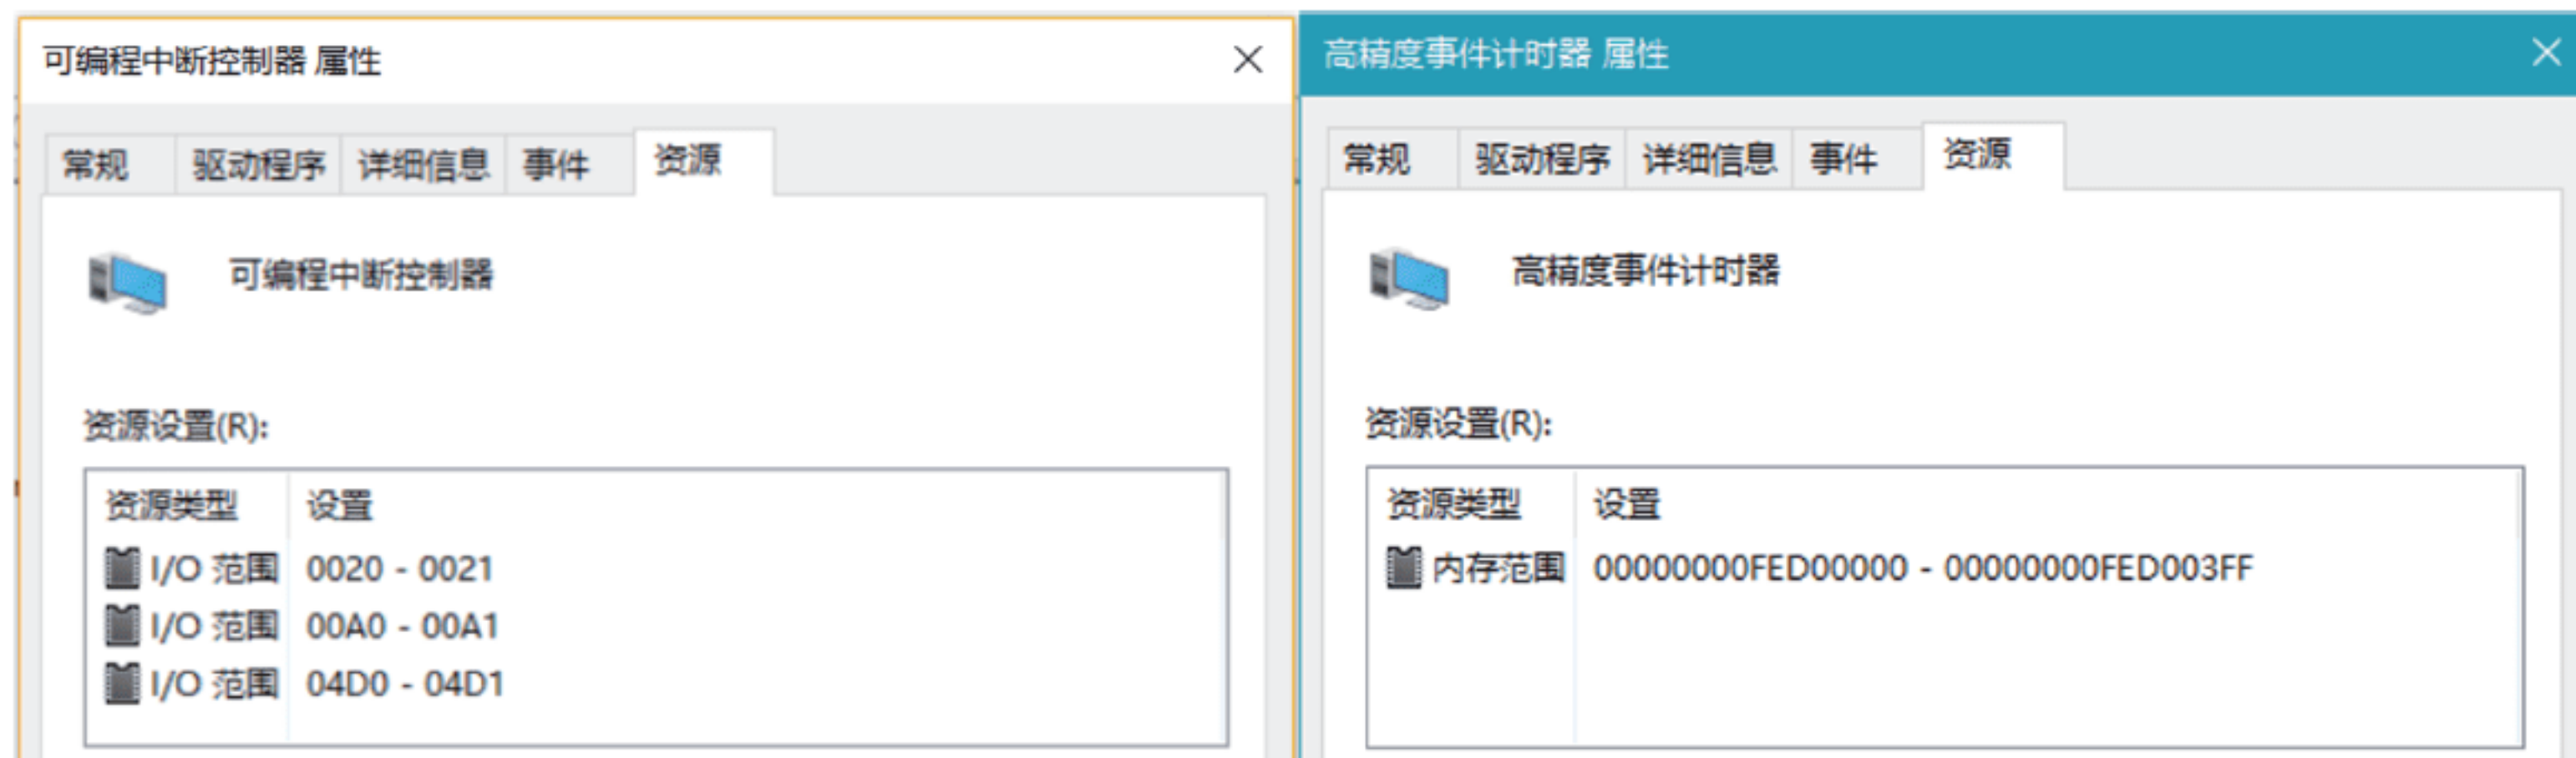 可编程中断控制器 属性
常规 驱动程序 详细信息 事件 资源
可编程中断控制器
资源设置(R):
资源类型 设置
I/O 范围 0020 - 0021
I/O 范围 00A0 - 00A1
I/O 范围 04D0 - 04D1
高精度事件计时器 属性
常规 驱动程序 详细信息 事件 资源
高精度事件计时器
资源设置(R):
资源类型 设置
内存范围 00000000FED00000 - 00000000FED003FF